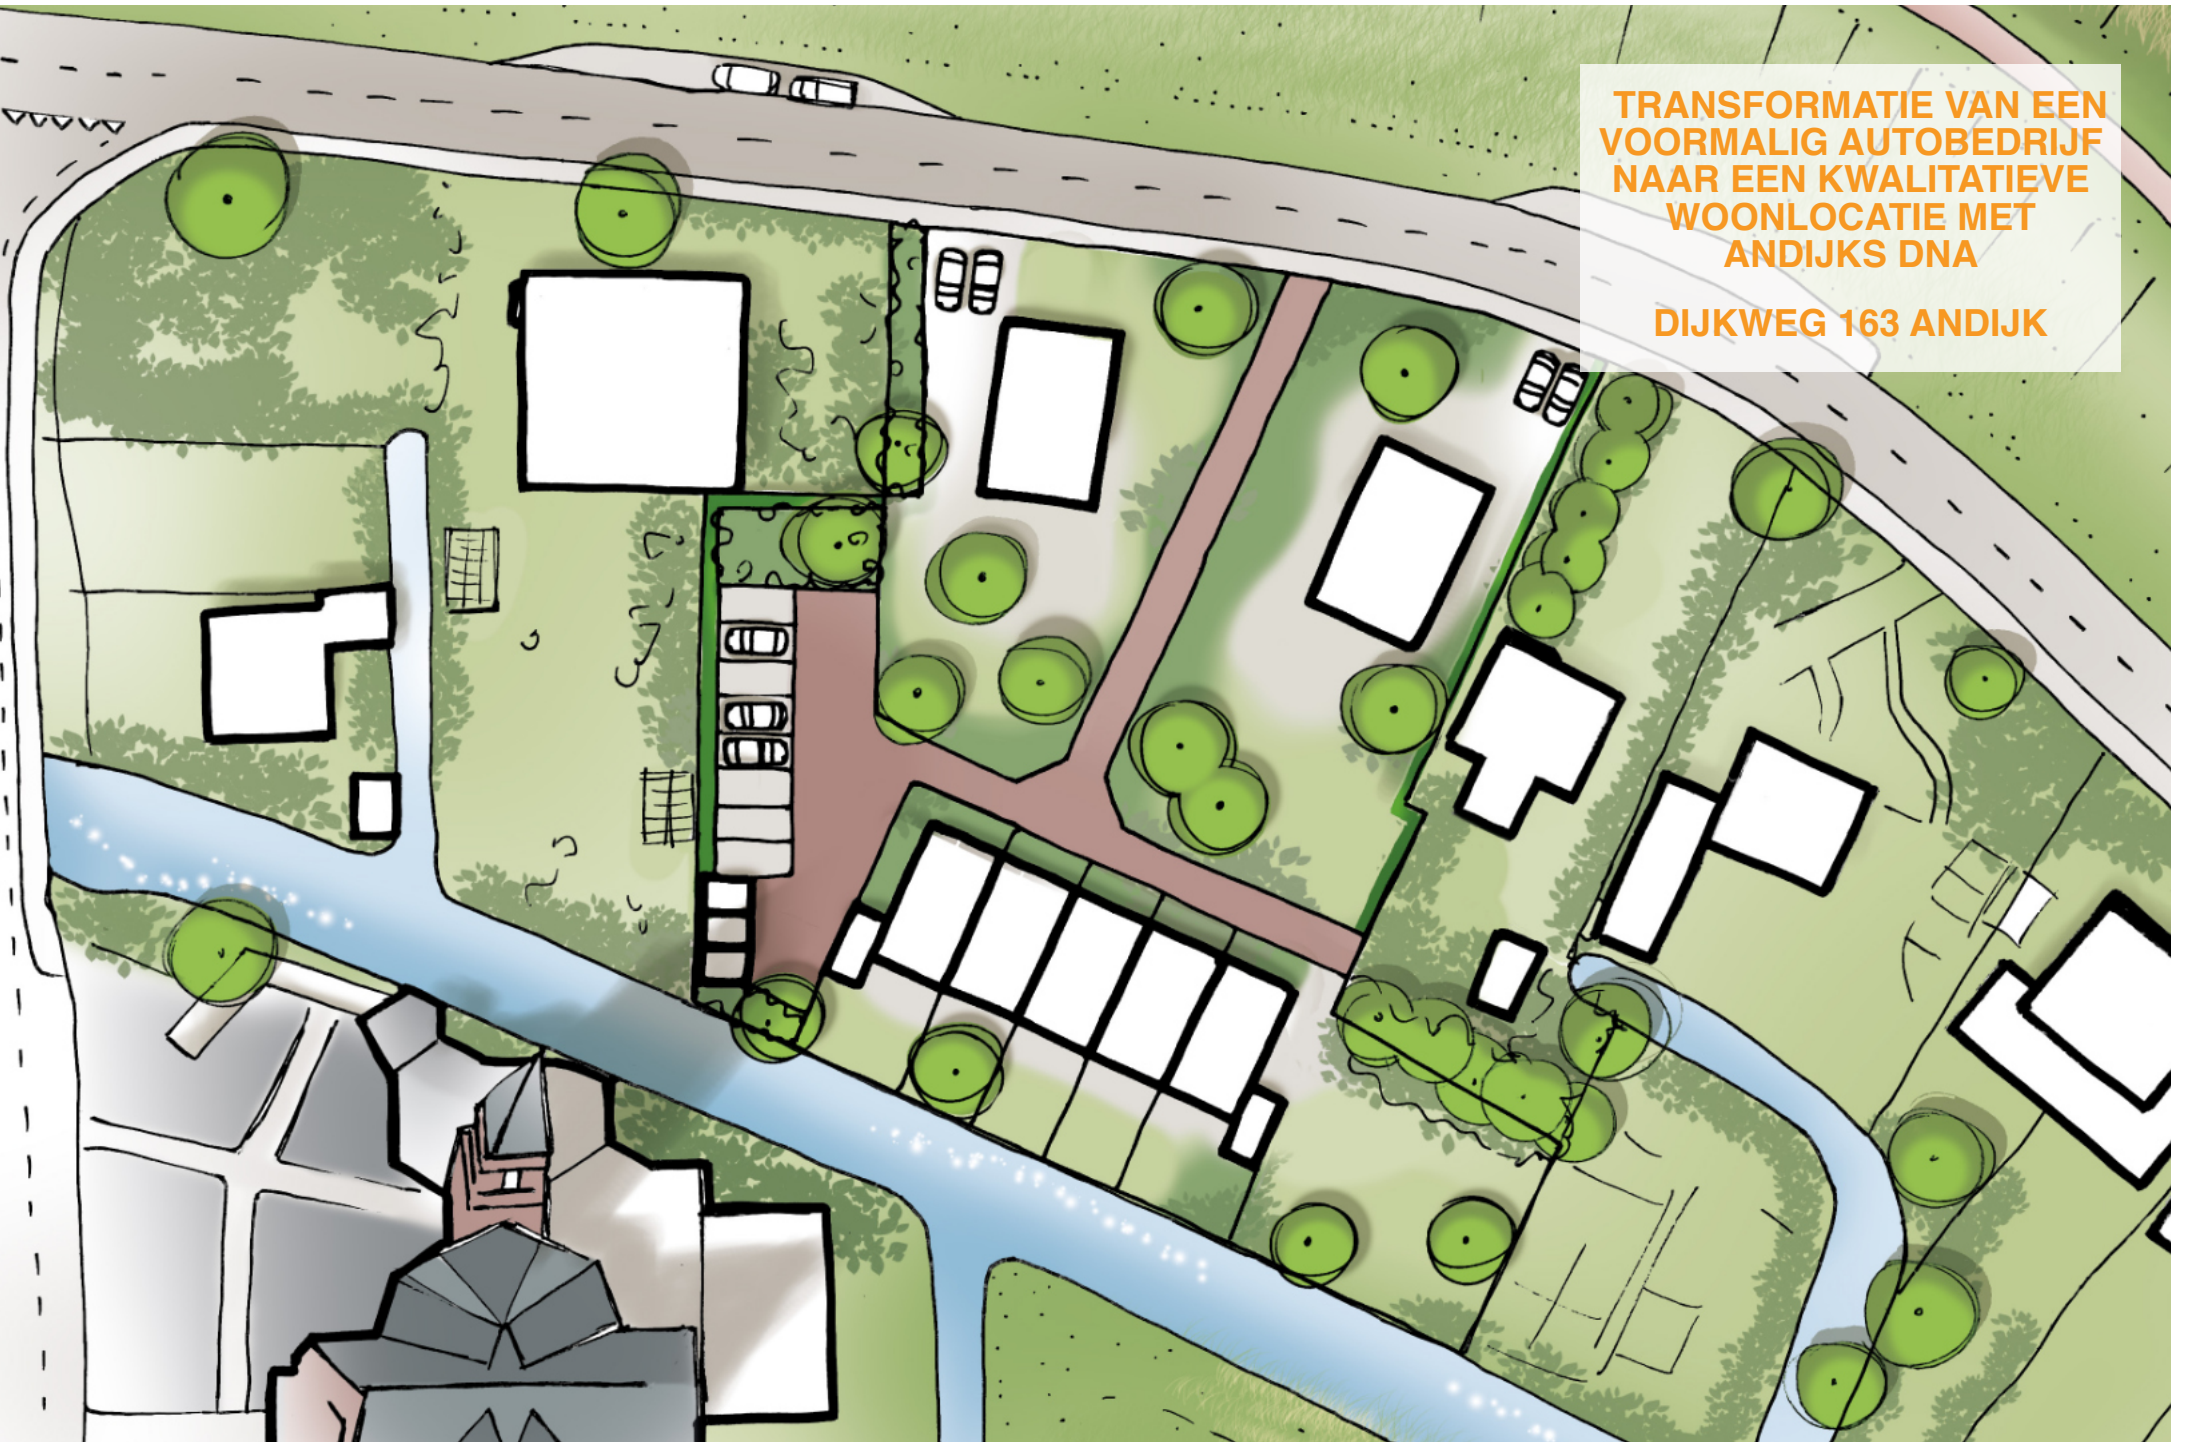 TRANSFORMATIE VAN EEN
VOORMALIG AUTOBEDRIJF
NAAR EEN KWALITATIEVE
WOONLOCATIE MET
ANDIJKS DNA
DIJKWEG 163 ANDIJK